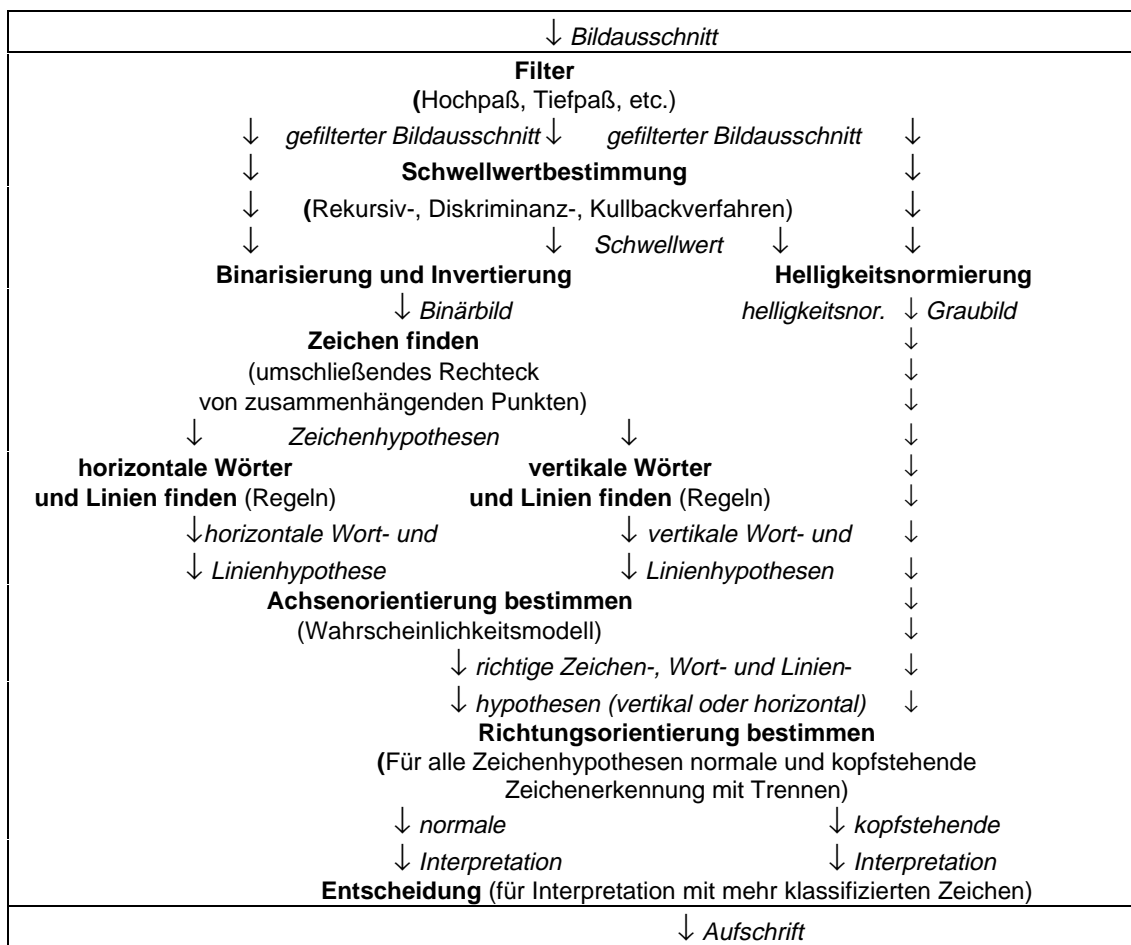 ↓ Bildausschnitt
Filter
(Hochpaß, Tiefpaß, etc.)
↓ gefilterter Bildausschnitt ↓ gefilterter Bildausschnitt ↓
↓ Schwellwertbestimmung ↓
↓ (Rekursiv-, Diskriminanz-, Kullbackverfahren) ↓
↓ ↓ Schwellwert ↓ ↓
Binarisierung und Invertierung Helligkeitsnormierung
↓ Binärbild helligkeitsnor. ↓ Graubild
Zeichen finden ↓
(umschließendes Rechteck ↓
von zusammenhängenden Punkten) ↓
↓ Zeichenhypothesen ↓ ↓
horizontale Wörter vertikale Wörter ↓
und Linien finden (Regeln) und Linien finden (Regeln) ↓
↓ horizontale Wort- und ↓ vertikale Wort- und ↓
↓ Linienhypothese ↓ Linienhypothesen ↓
Achsenorientierung bestimmen ↓
(Wahrscheinlichkeitsmodell) ↓
↓ richtige Zeichen-, Wort- und Linien- ↓
↓ hypothesen (vertikal oder horizontal) ↓
Richtungsorientierung bestimmen
(Für alle Zeichenhypothesen normale und kopfstehende
Zeichenerkennung mit Trennen)
↓ normale ↓ kopfstehende
↓ Interpretation ↓ Interpretation
Entscheidung (für Interpretation mit mehr klassifizierten Zeichen)
↓ Aufschrift